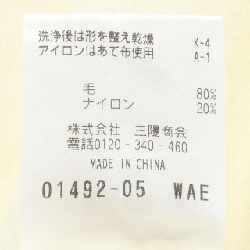 洗浄後は形を整え乾燥 K-4
アイロンはあて布使用 A-1
毛 80%
ナイロン 20%
株式会社 三陽商会
電話0120-340-460
MADE IN CHINA
01492-05 WAE